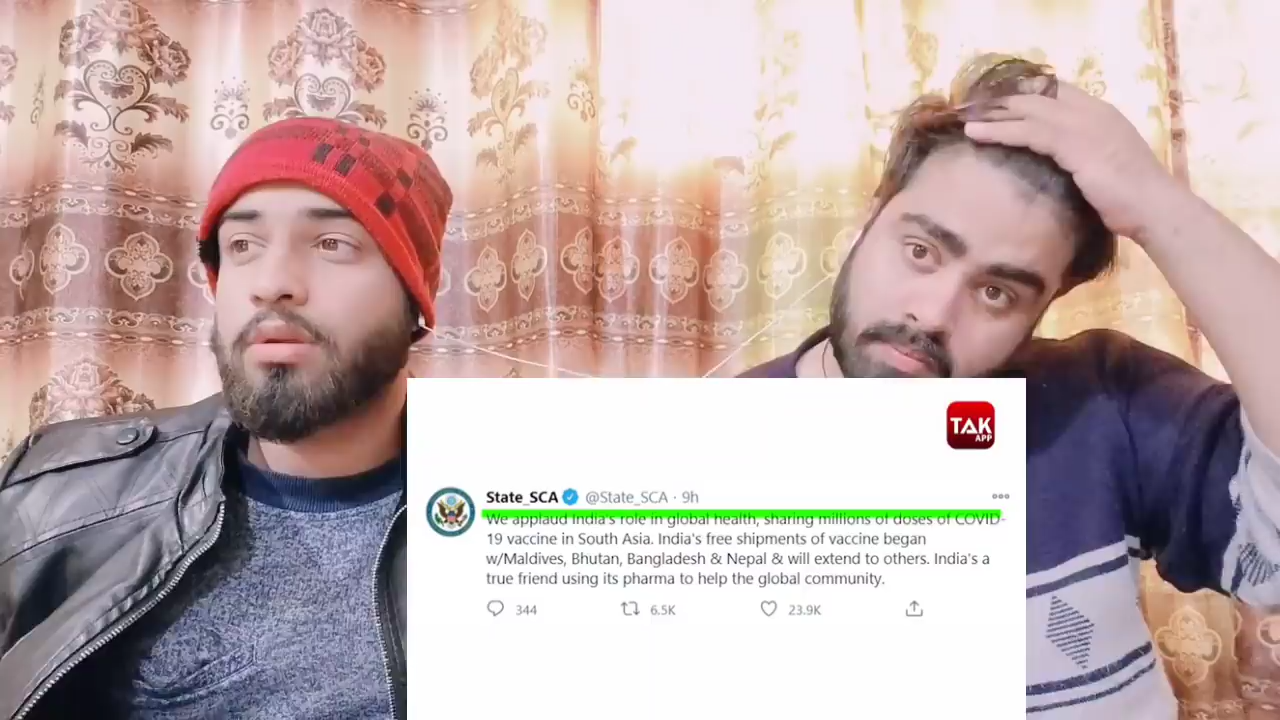 TAK
APP
State_SCA @State_SCA · 9h
We applaud India's role in global health, sharing millions of doses of COVID-
19 vaccine in South Asia. India's free shipments of vaccine began
w/Maldives, Bhutan, Bangladesh & Nepal & will extend to others. India's a
true friend using its pharma to help the global community.
344 6.5K 23.9K